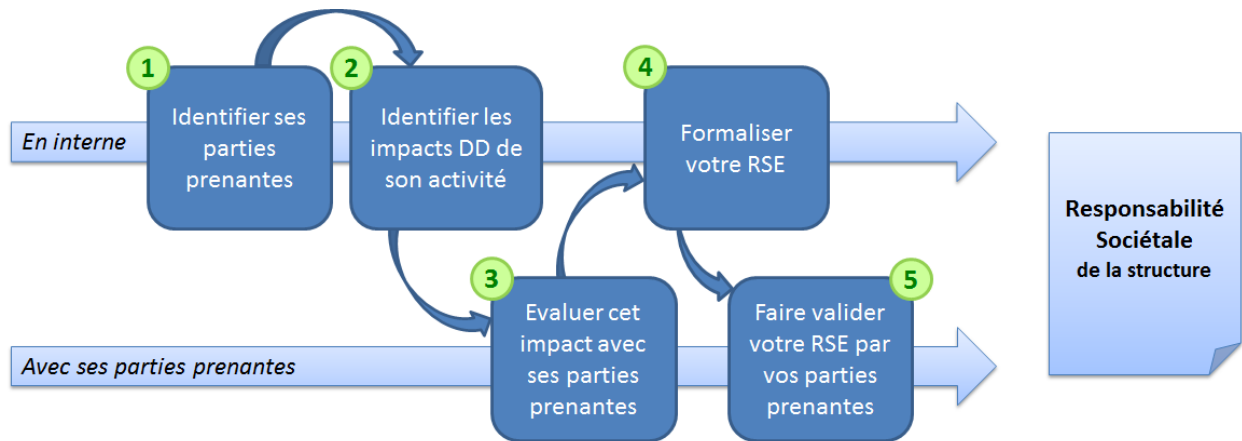 1
Identifier ses
parties
prenantes
2
Identifier les
impacts DD de
son activité
4
Formaliser
votre RSE
En interne
Responsabilité
Sociétale
de la structure
3
Evaluer cet
impact avec
ses parties
prenantes
5
Faire valider
votre RSE par
vos parties
prenantes
Avec ses parties prenantes